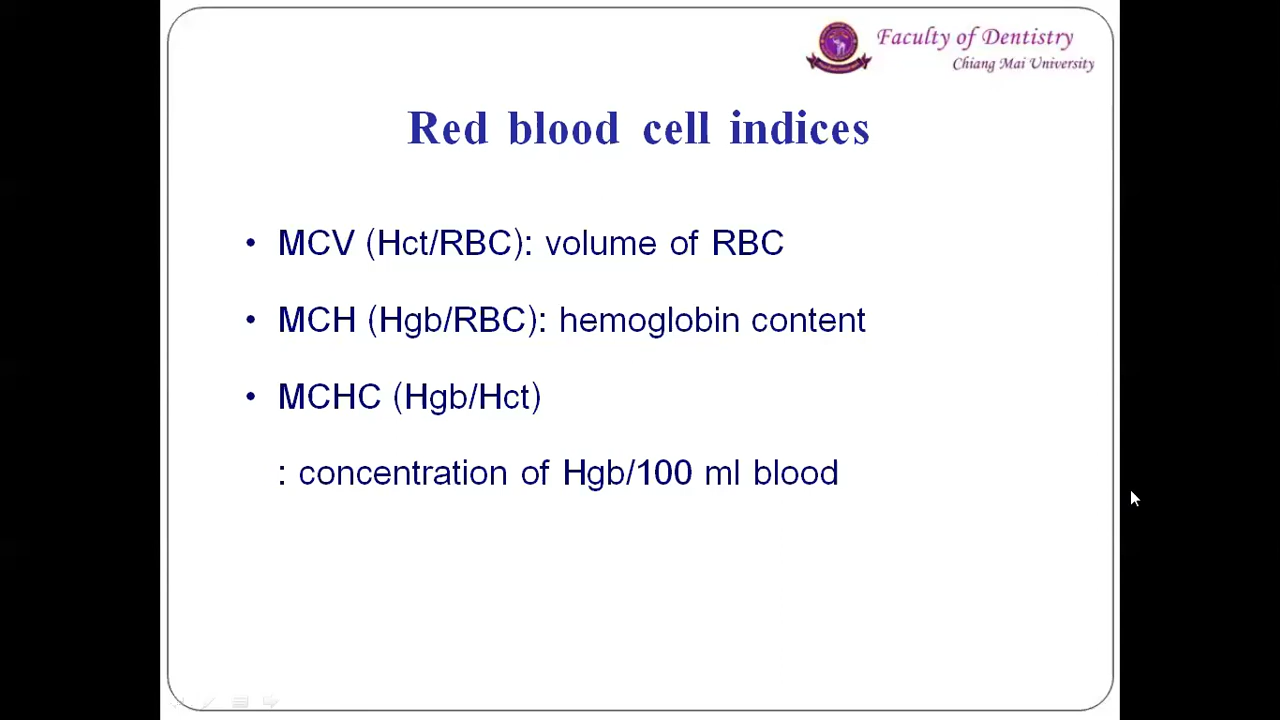 Faculty of Dentistry
Chiang Mai University
Red blood cell indices
• MCV (Hct/RBC): volume of RBC
• MCH (Hgb/RBC): hemoglobin content
• MCHC (Hgb/Hct)
: concentration of Hgb/100 ml blood